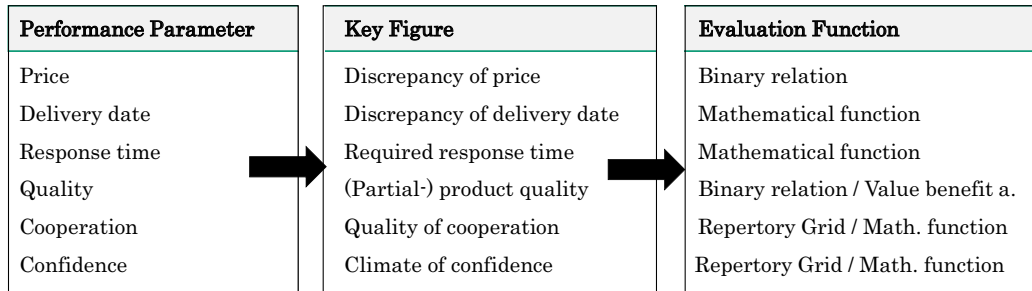 Performance Parameter
Price
Delivery date
Response time
Quality
Cooperation
Confidence
Key Figure
Discrepancy of price
Discrepancy of delivery date
Required response time
(Partial-) product quality
Quality of cooperation
Climate of confidence
Evaluation Function
Binary relation
Mathematical function
Mathematical function
Binary relation / Value benefit a.
Repertory Grid / Math. function
Repertory Grid / Math. function